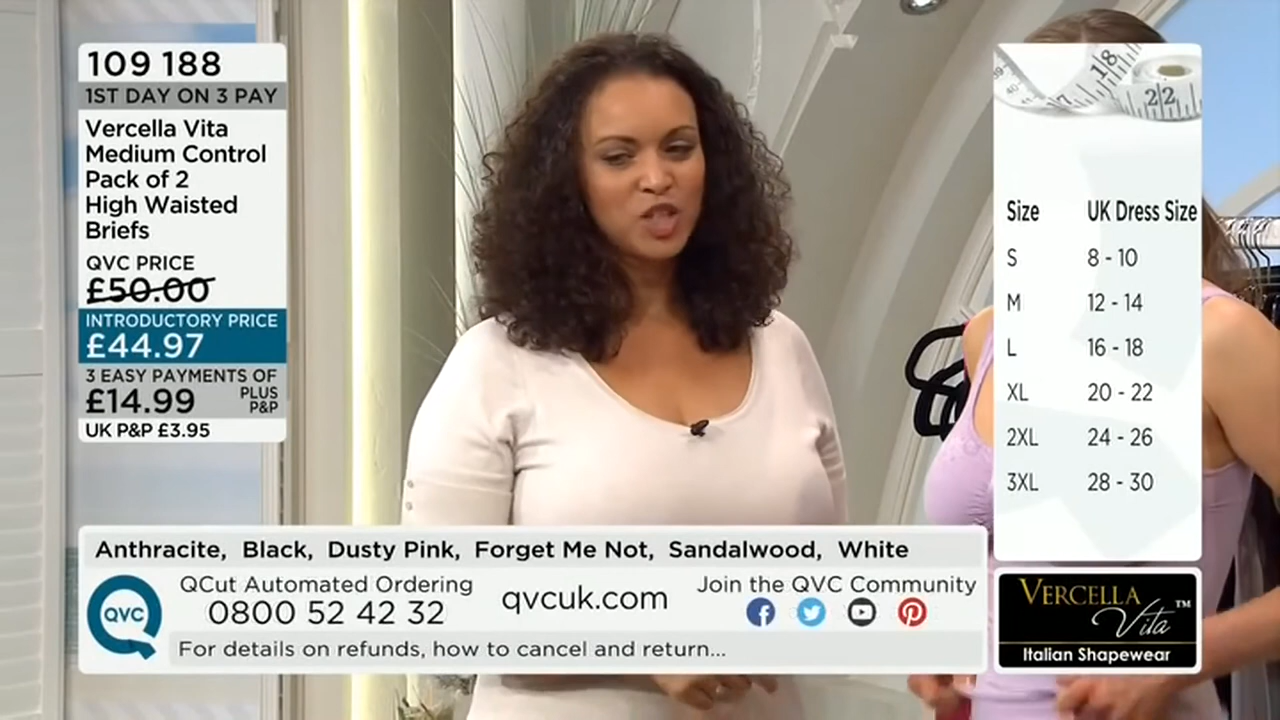 109 188
1ST DAY ON 3 PAY
Vercella Vita
Medium Control
Pack of 2
High Waisted
Briefs
QVC PRICE
£50.00
INTRODUCTORY PRICE
£44.97
3 EASY PAYMENTS OF
£14.99 PLUS P&P
UK P&P £3.95
18
22
Size UK Dress Size
S 8 - 10
M 12 - 14
L 16 - 18
XL 20 - 22
2XL 24 - 26
3XL 28 - 30
Anthracite, Black, Dusty Pink, Forget Me Not, Sandalwood, White
QVC
QCut Automated Ordering
0800 52 42 32
qvcuk.com
Join the QVC Community
For details on refunds, how to cancel and return...
VERCELLA
Vita™
Italian Shapewear